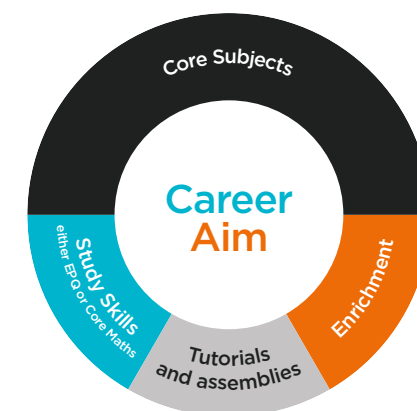 Core Subjects
Career
Aim
Study Skills
either EPQ or Core Maths
Tutorials
and assemblies
Enrichment